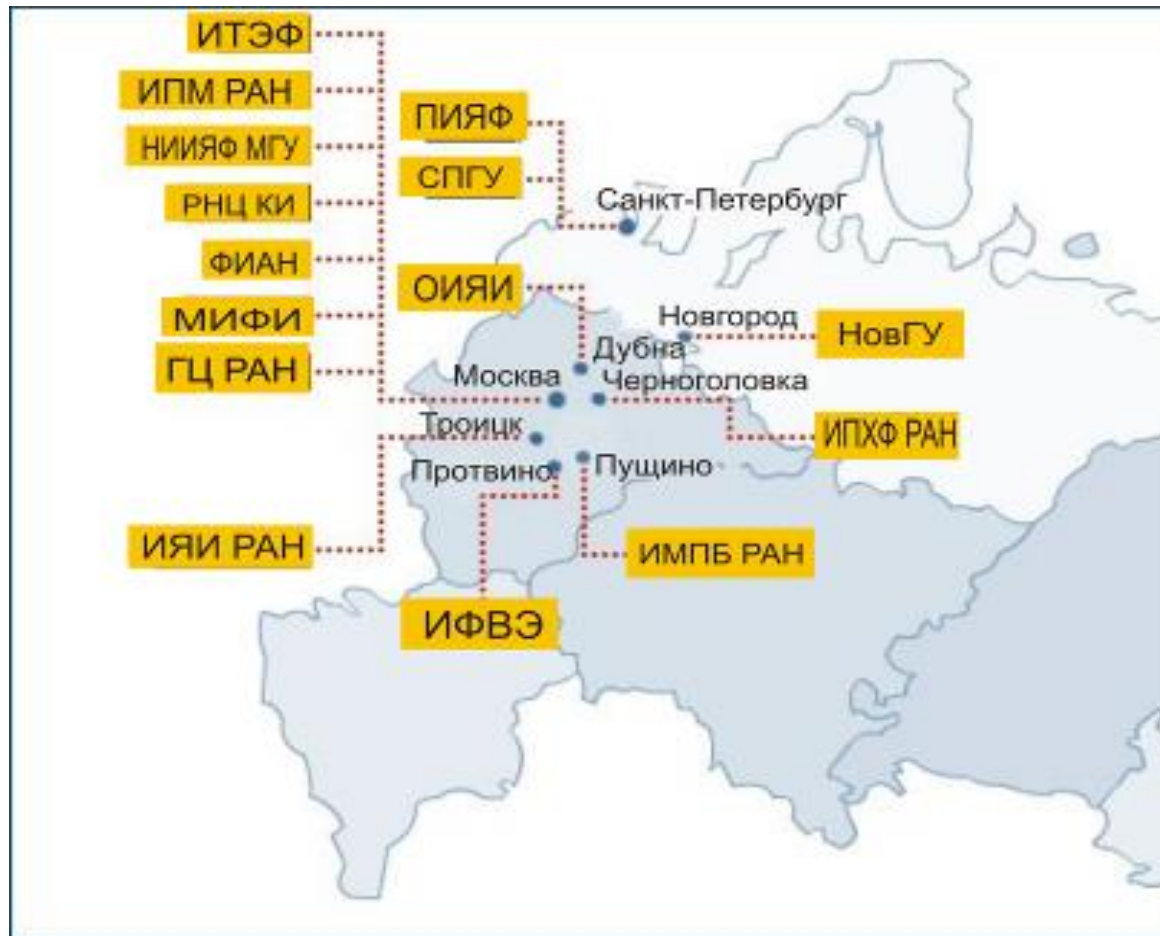 ИТЭФ
ИПМ РАН
НИИЯФ МГУ
РНЦ КИ
ФИАН
МИФИ
ГЦ РАН
ПИЯФ
СПГУ
Санкт-Петербург
ОИЯИ
Новгород
НовГУ
Дубна
Москва
Черноголовка
Троицк
ИПХФ РАН
Протвино
Пущино
ИЯИ РАН
ИМПБ РАН
ИФВЭ